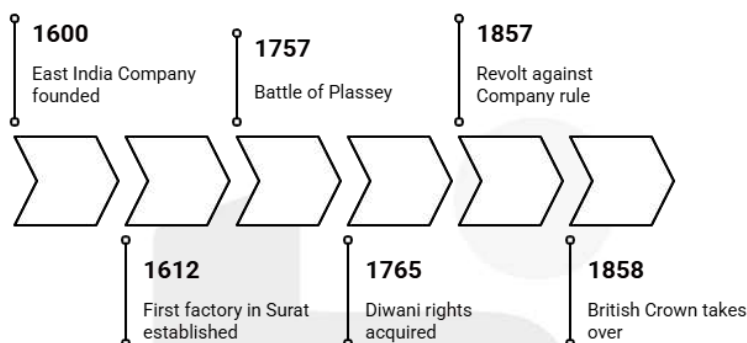 1600
East India Company
founded
1757
Battle of Plassey
1857
Revolt against
Company rule
1612
First factory in Surat
established
1765
Diwani rights
acquired
1858
British Crown takes
over